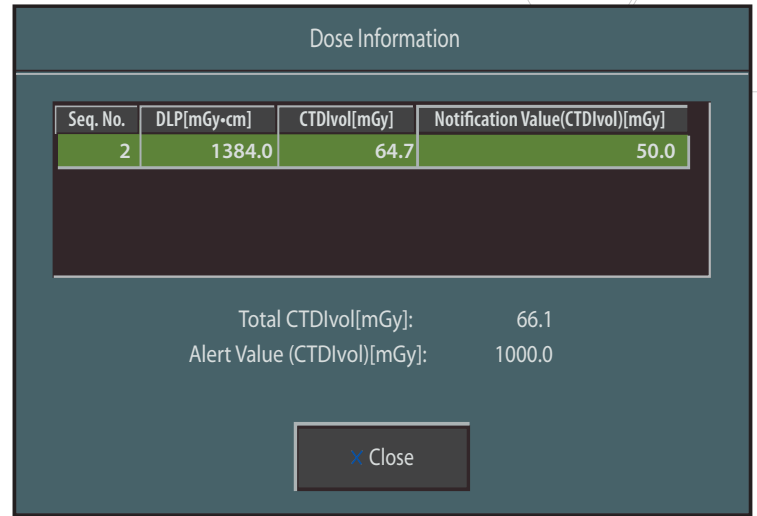 Dose Information
Seq. No. DLP[mGy•cm] CTDIvol[mGy] Notification Value(CTDIvol)[mGy]
2 1384.0 64.7 50.0
Total CTDIvol[mGy]: 66.1
Alert Value (CTDIvol)[mGy]: 1000.0
× Close